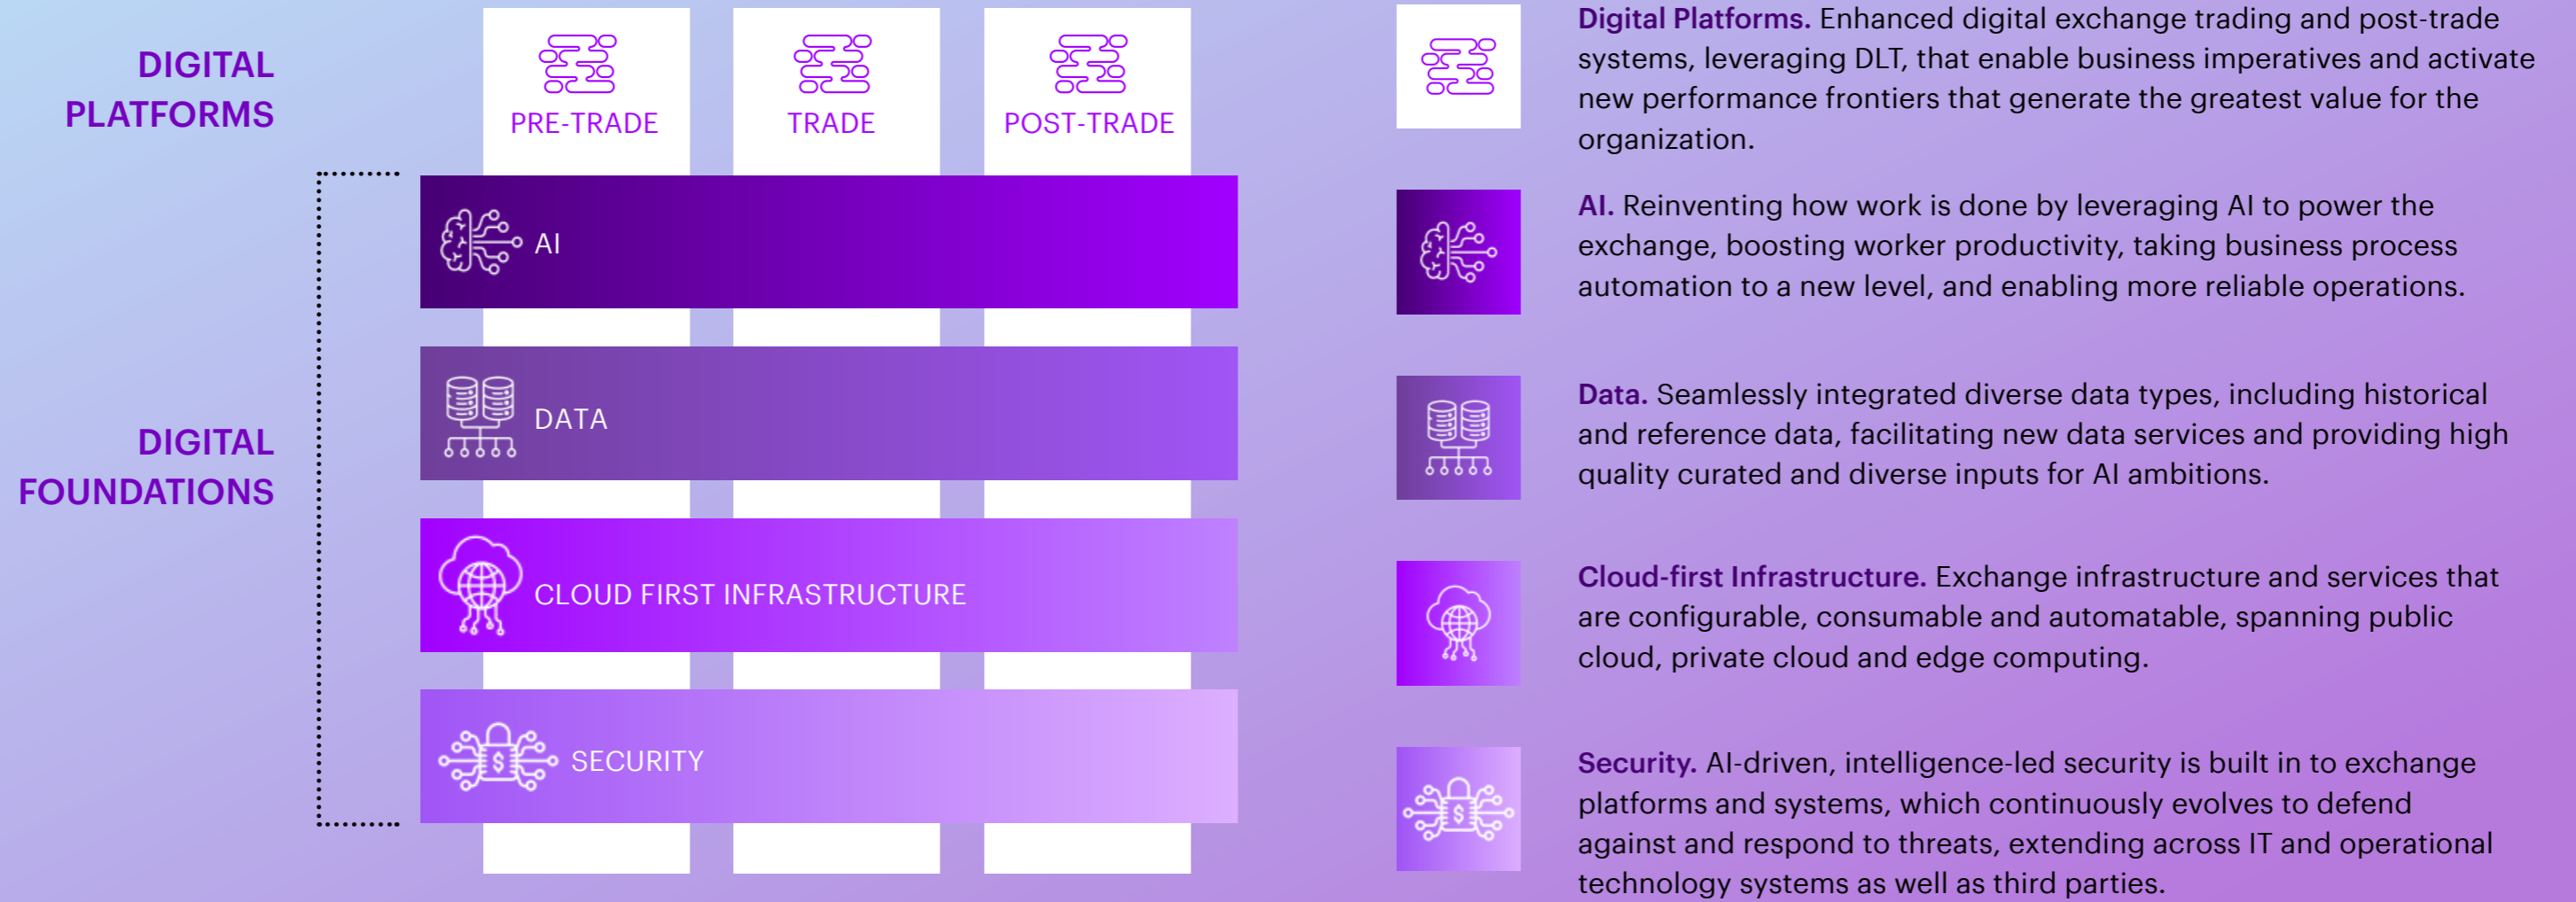 DIGITAL
PLATFORMS
PRE-TRADE
TRADE
POST-TRADE
DIGITAL
FOUNDATIONS
AI
DATA
CLOUD FIRST INFRASTRUCTURE
$ SECURITY
Digital Platforms. Enhanced digital exchange trading and post-trade
systems, leveraging DLT, that enable business imperatives and activate
new performance frontiers that generate the greatest value for the
organization.
AI. Reinventing how work is done by leveraging AI to power the
exchange, boosting worker productivity, taking business process
automation to a new level, and enabling more reliable operations.
Data. Seamlessly integrated diverse data types, including historical
and reference data, facilitating new data services and providing high
quality curated and diverse inputs for AI ambitions.
Cloud-first Infrastructure. Exchange infrastructure and services that
are configurable, consumable and automatable, spanning public
cloud, private cloud and edge computing.
$
Security. AI-driven, intelligence-led security is built in to exchange
platforms and systems, which continuously evolves to defend
against and respond to threats, extending across IT and operational
technology systems as well as third parties.